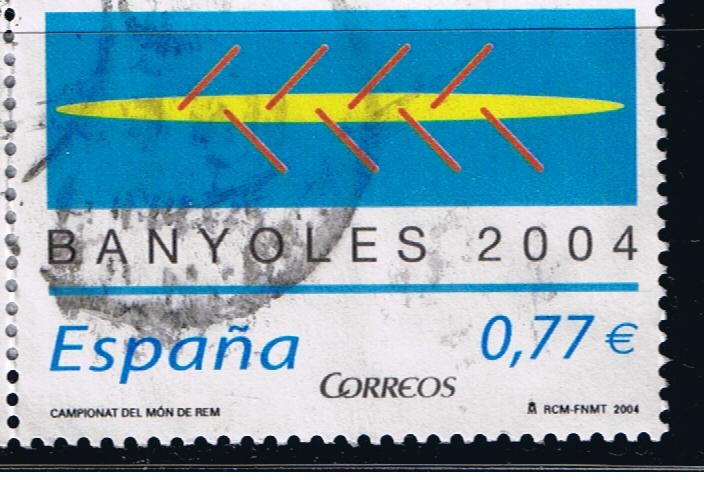 BANYOLES 2004
España 0,77 €
CORREOS
CAMPIONAT DEL MÓN DE REM RCM-FNMT 2004